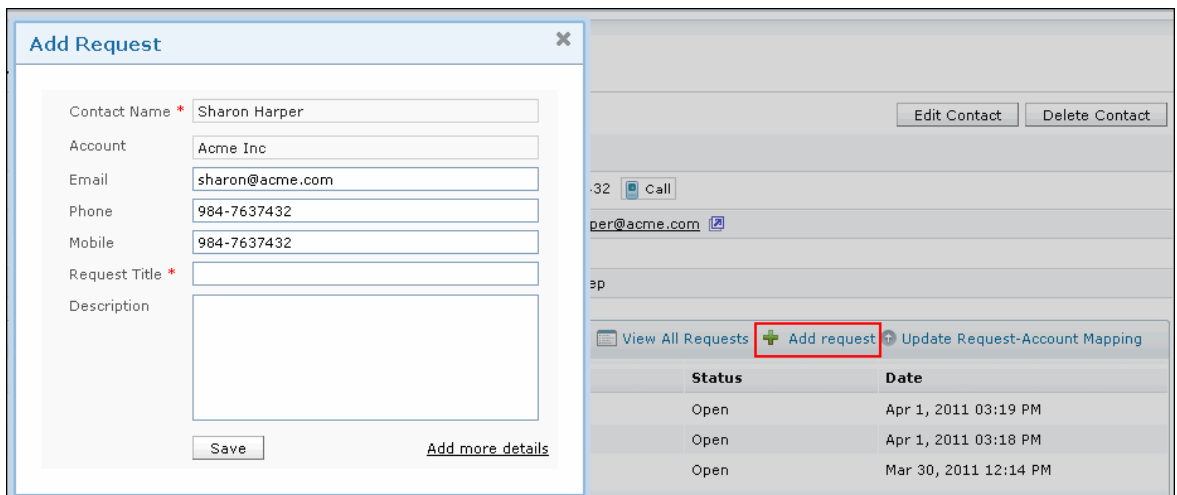 Add Request
Contact Name * Sharon Harper
Account Acme Inc
Email sharon@acme.com
Phone 984-7637432
Mobile 984-7637432
Request Title *
Description
Save Add more details
Edit Contact Delete Contact
32 Call
per@acme.com
ep
View All Requests Add request Update Request-Account Mapping
Status Date
Open Apr 1, 2011 03:19 PM
Open Apr 1, 2011 03:18 PM
Open Mar 30, 2011 12:14 PM